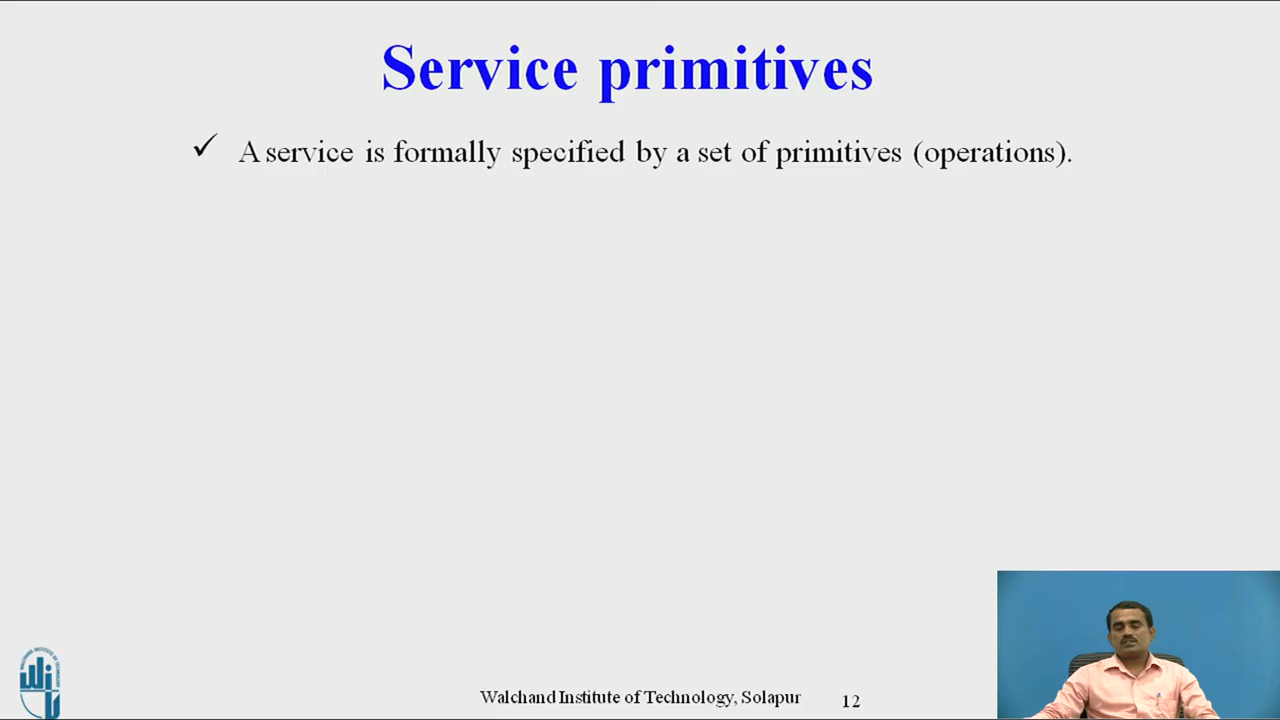 Service primitives
✓ A service is formally specified by a set of primitives (operations).
Walchand Institute of Technology, Solapur 12